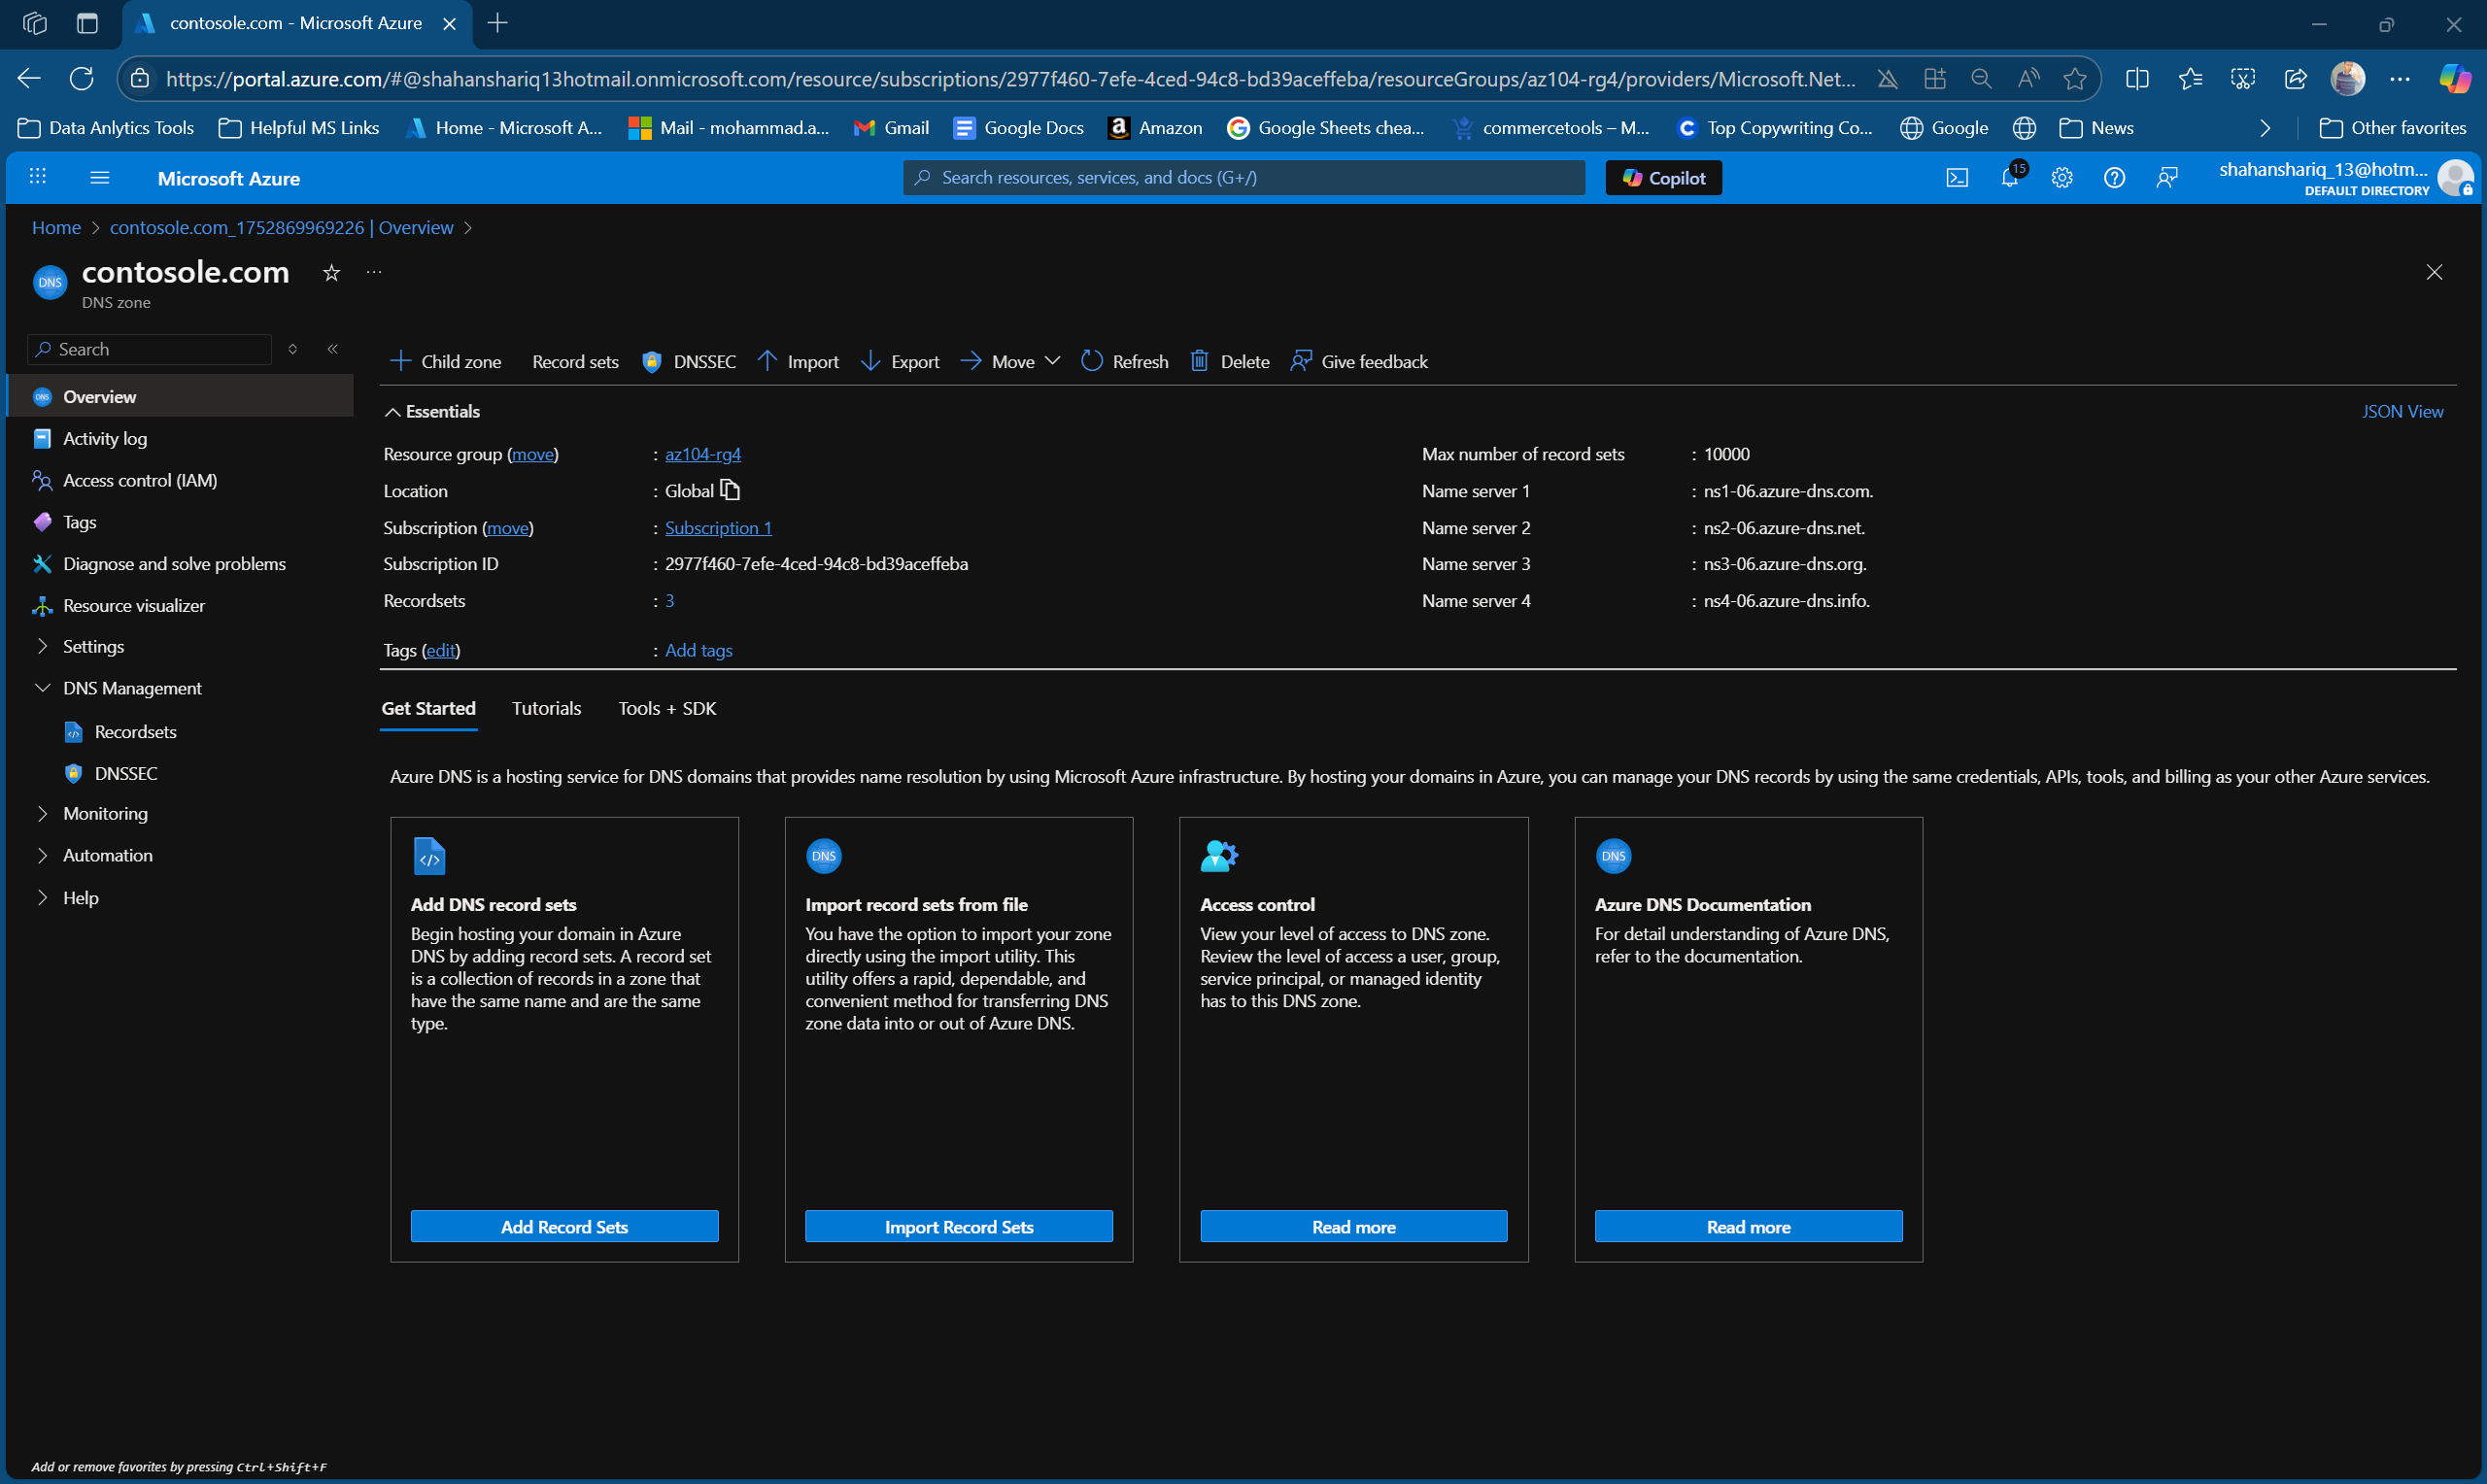 contosole.com - Microsoft Azure
https://portal.azure.com/#@shahanshariq13hotmail.onmicrosoft.com/resource/subscriptions/2977f460-7efe-4ced-94c8-bd39aceffeba/resourceGroups/az104-rg4/providers/Microsoft.Net...
Data Anlytics Tools Helpful MS Links Home - Microsoft A... Mail - mohammad.a... Gmail Google Docs Amazon Google Sheets chea... commercetools – M... Top Copywriting Co... Google News Other favorites
Microsoft Azure
Search resources, services, and docs (G+/)
Copilot
15
shahanshariq_13@hotm...
DEFAULT DIRECTORY
Home > contosole.com_1752869969226 | Overview >
DNS
contosole.com
DNS zone
Search
Overview
Activity log
Access control (IAM)
Tags
Diagnose and solve problems
Resource visualizer
Settings
DNS Management
Recordsets
DNSSEC
Monitoring
Automation
Help
Child zone Record sets DNSSEC Import Export Move Refresh Delete Give feedback
Essentials
JSON View
Resource group (move) : az104-rg4
Location : Global
Subscription (move) : Subscription 1
Subscription ID : 2977f460-7efe-4ced-94c8-bd39aceffeba
Recordsets : 3
Tags (edit) : Add tags
Max number of record sets : 10000
Name server 1 : ns1-06.azure-dns.com.
Name server 2 : ns2-06.azure-dns.net.
Name server 3 : ns3-06.azure-dns.org.
Name server 4 : ns4-06.azure-dns.info.
Get Started Tutorials Tools + SDK
Azure DNS is a hosting service for DNS domains that provides name resolution by using Microsoft Azure infrastructure. By hosting your domains in Azure, you can manage your DNS records by using the same credentials, APIs, tools, and billing as your other Azure services.
Add DNS record sets
Begin hosting your domain in Azure
DNS by adding record sets. A record set
is a collection of records in a zone that
have the same name and are the same
type.
Add Record Sets
DNS
Import record sets from file
You have the option to import your zone
directly using the import utility. This
utility offers a rapid, dependable, and
convenient method for transferring DNS
zone data into or out of Azure DNS.
Import Record Sets
Access control
View your level of access to DNS zone.
Review the level of access a user, group,
service principal, or managed identity
has to this DNS zone.
Read more
DNS
Azure DNS Documentation
For detail understanding of Azure DNS,
refer to the documentation.
Read more
Add or remove favorites by pressing Ctrl+Shift+F